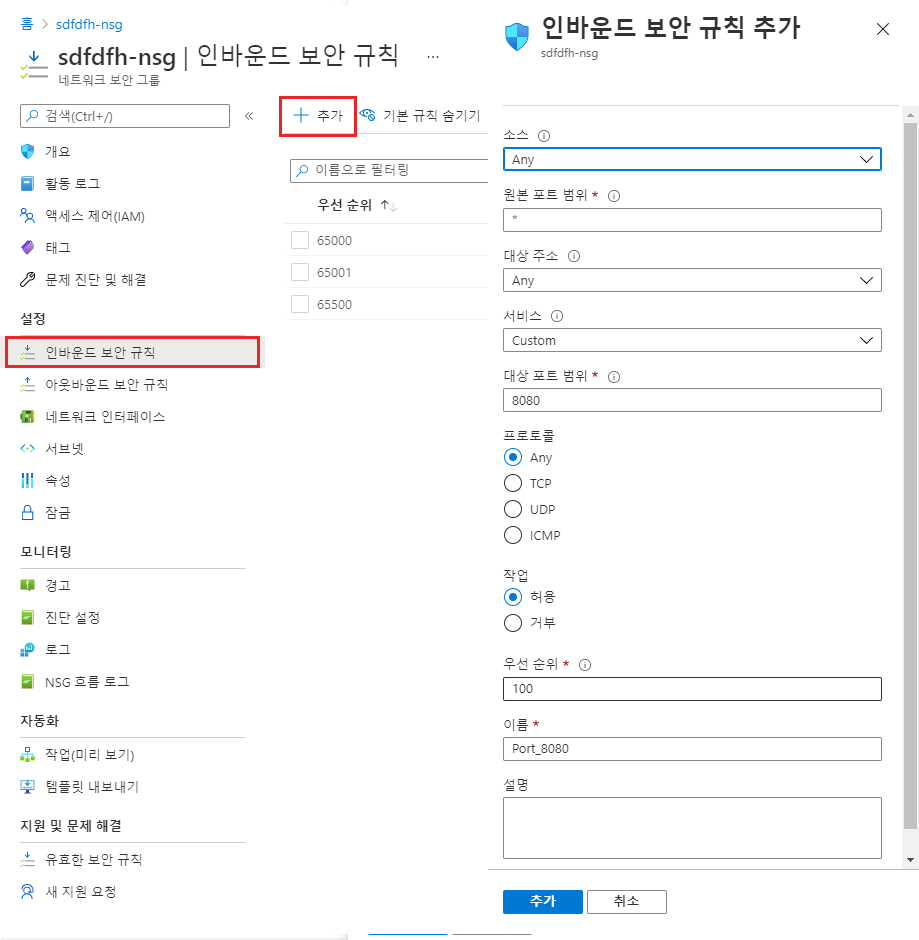 홈 > sdfdfh-nsg
sdfdfh-nsg | 인바운드 보안 규칙 ...
네트워크 보안 그룹
검색(Ctrl+/) «
개요
활동 로그
액세스 제어(IAM)
태그
문제 진단 및 해결
설정
인바운드 보안 규칙
아웃바운드 보안 규칙
네트워크 인터페이스
서브넷
속성
잠금
모니터링
경고
진단 설정
로그
NSG 흐름 로그
자동화
작업(미리 보기)
템플릿 내보내기
지원 및 문제 해결
유효한 보안 규칙
새 지원 요청
+ 추가 기본 규칙 숨기기
이름으로 필터링
우선 순위 ↑↓
65000
65001
65500
인바운드 보안 규칙 추가
sdfdfh-nsg
소스
Any
원본 포트 범위 *
*
대상 주소
Any
서비스
Custom
대상 포트 범위 *
8080
프로토콜
Any
TCP
UDP
ICMP
작업
허용
거부
우선 순위 *
100
이름 *
Port_8080
설명
추가 취소